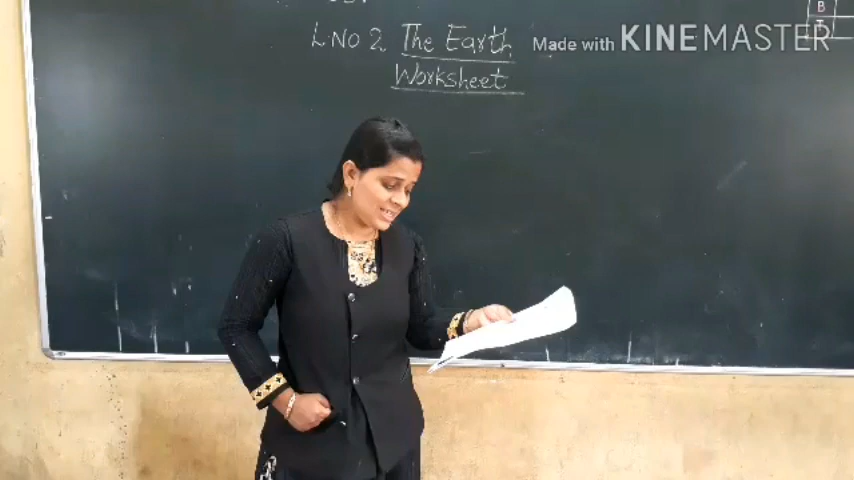 L.No 2 The Earth
Worksheet
Made with KINEMASTER
B
T